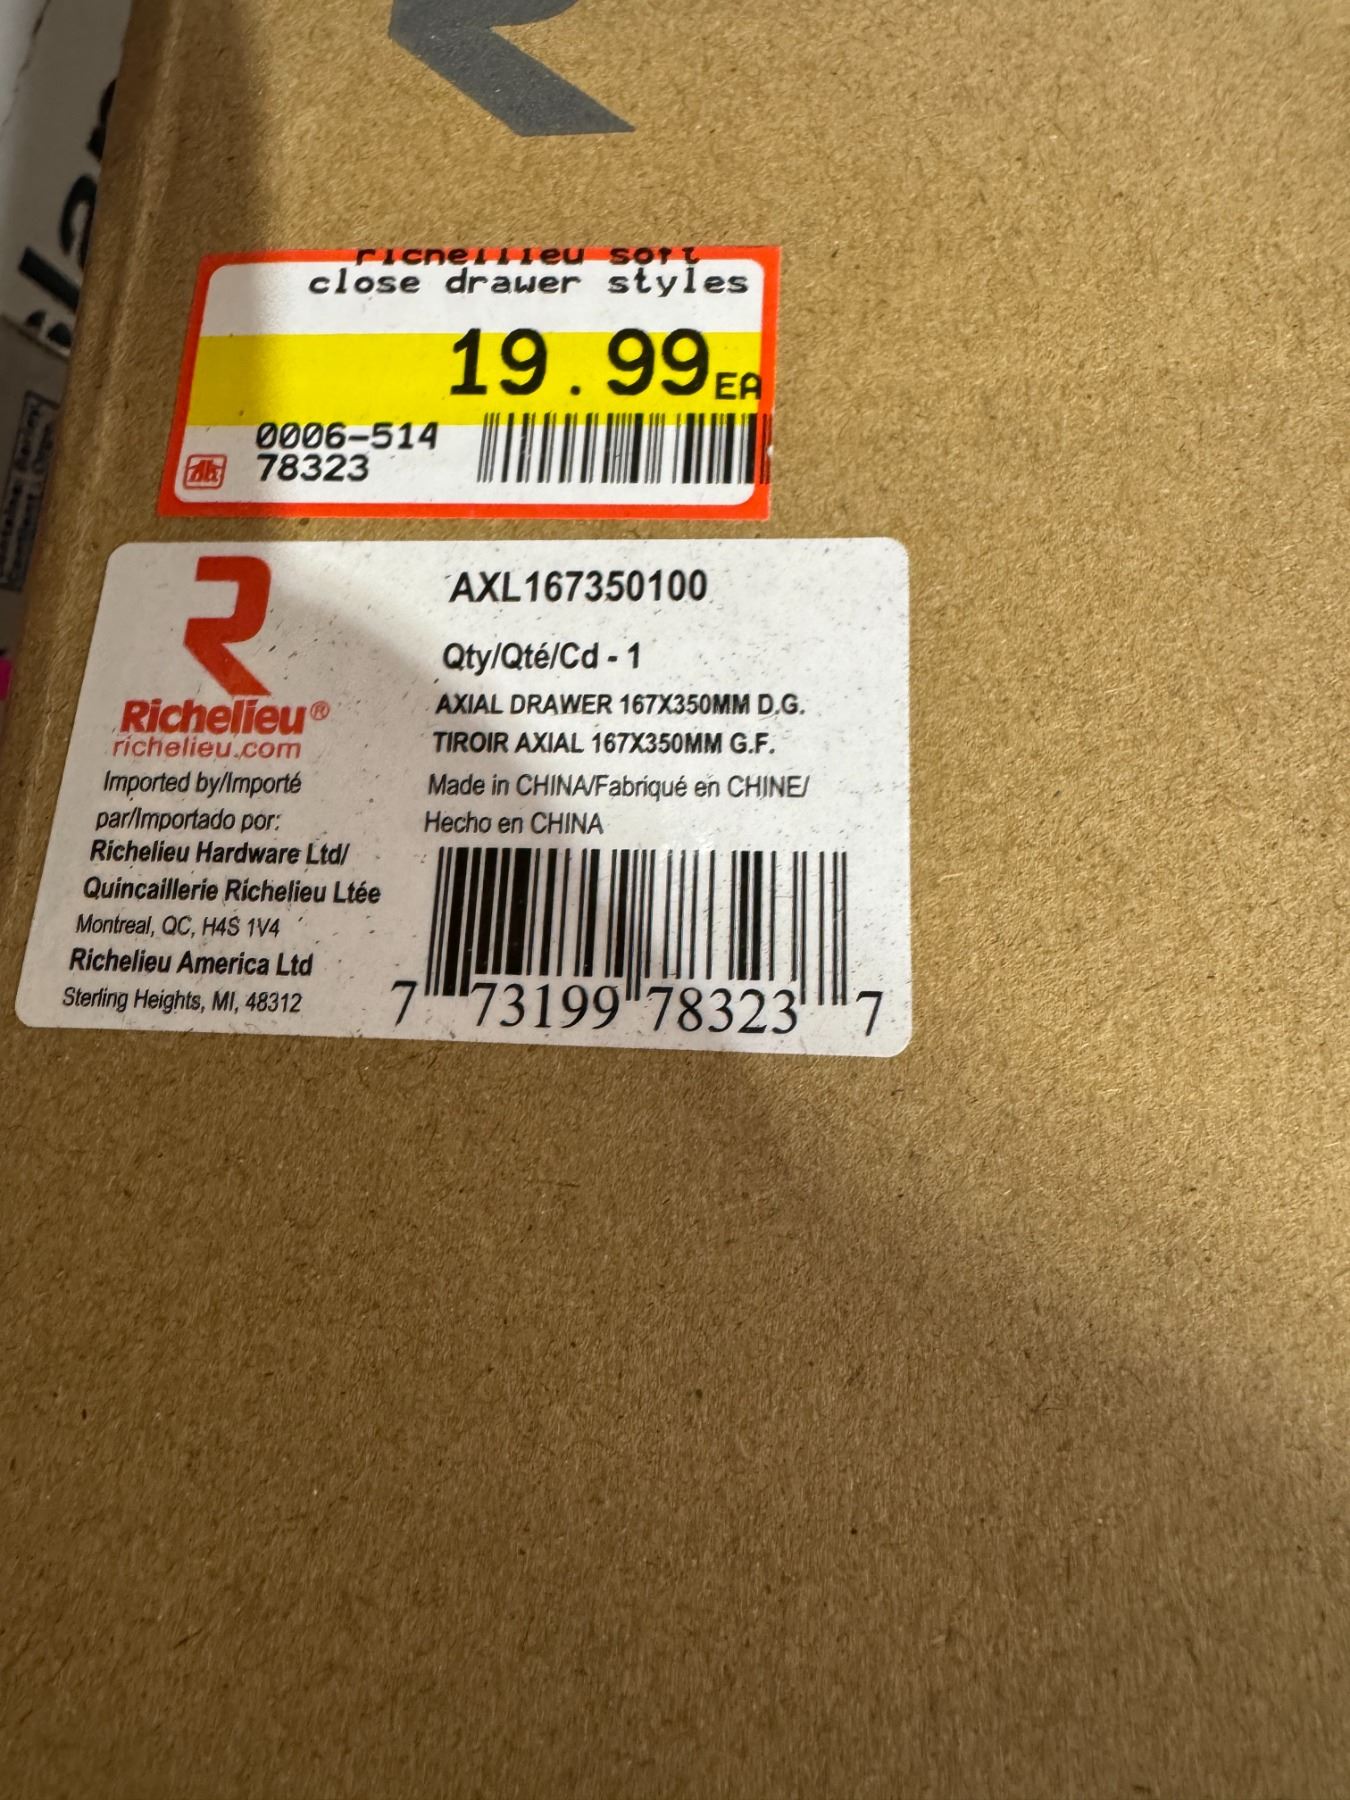 richellieu soft
close drawer styles
19.99 EA
0006-514
78323
AXL167350100
Qty/Qté/Cd - 1
AXIAL DRAWER 167X350MM D.G.
TIROIR AXIAL 167X350MM G.F.
Made in CHINA/Fabriqué en CHINE/
Hecho en CHINA
Richelieu®
richelieu.com
Imported by/Importé
par/Importado por:
Richelieu Hardware Ltd/
Quincaillerie Richelieu Ltée
Montreal, QC, H4S 1V4
Richelieu America Ltd
Sterling Heights, MI, 48312
7 73199 78323 7